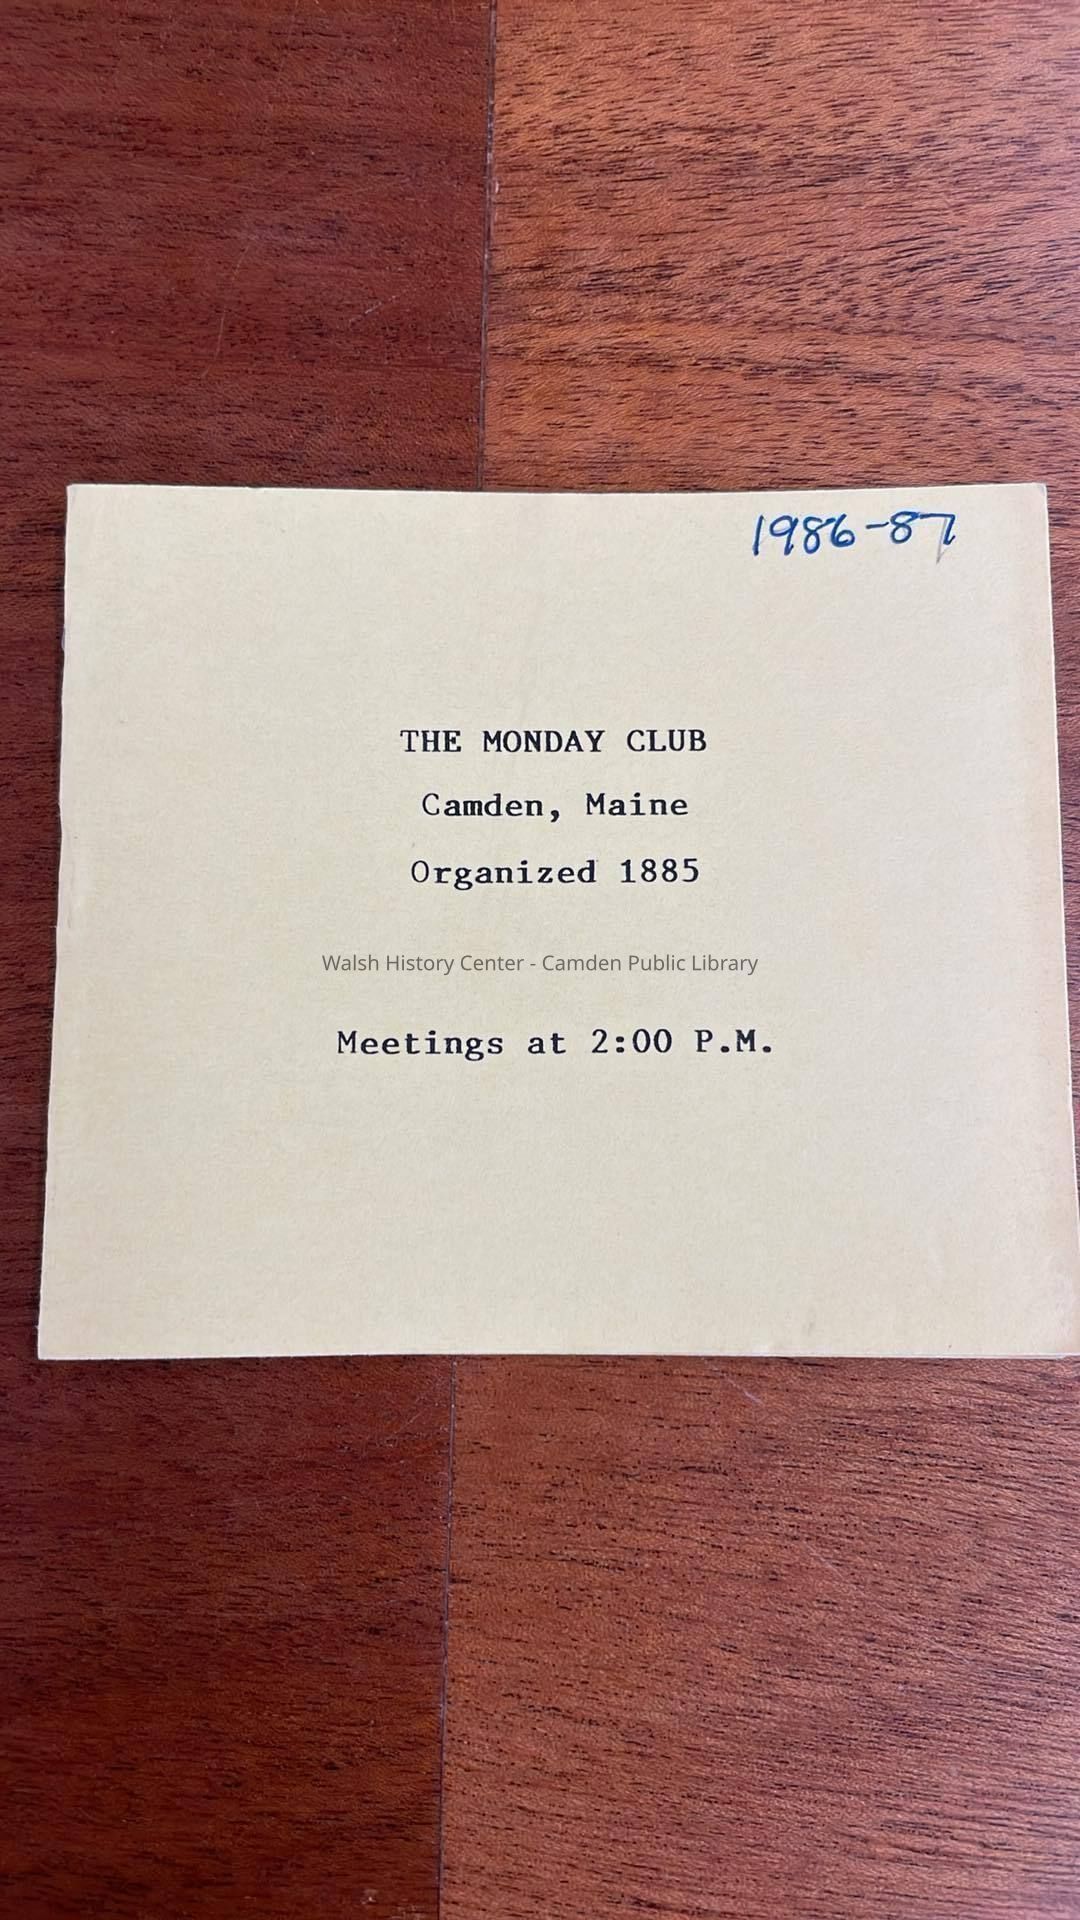 1986-87
THE MONDAY CLUB
Camden, Maine
Organized 1885
Walsh History Center - Camden Public Library
Meetings at 2:00 P.M.